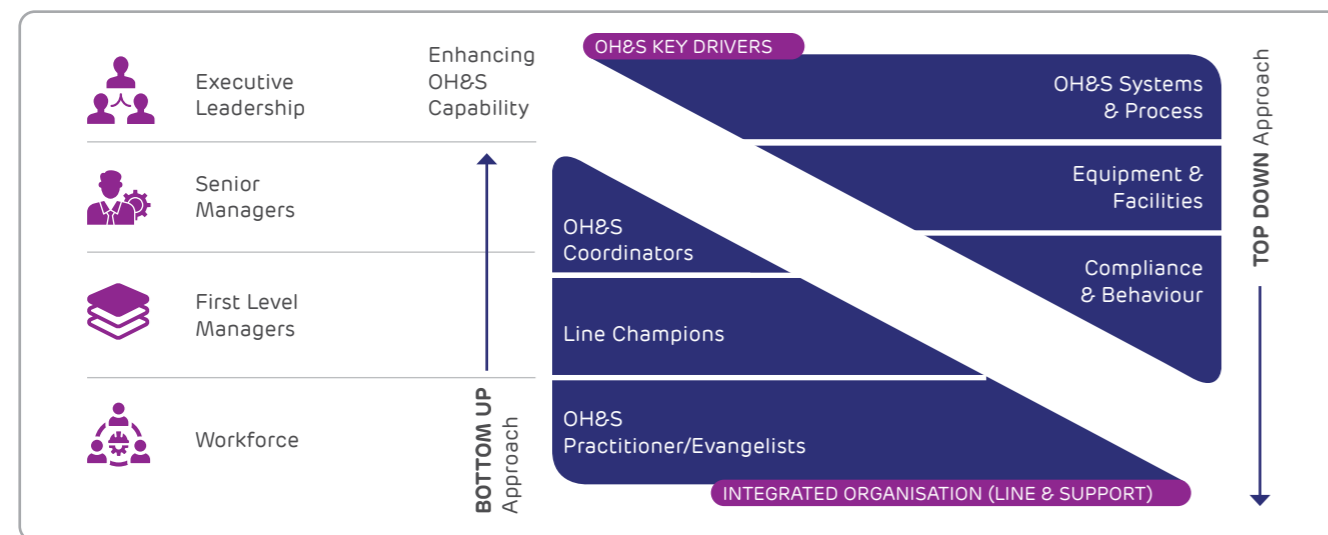 Executive
Leadership
Enhancing
OH&S
Capability
OH&S KEY DRIVERS
OH&S Systems
& Process
TOP DOWN Approach
Senior
Managers
Equipment &
Facilities
OH&S
Coordinators
Compliance
& Behaviour
First Level
Managers
Line Champions
BOTTOM UP
Approach
Workforce
OH&S
Practitioner/Evangelists
INTEGRATED ORGANISATION (LINE & SUPPORT)